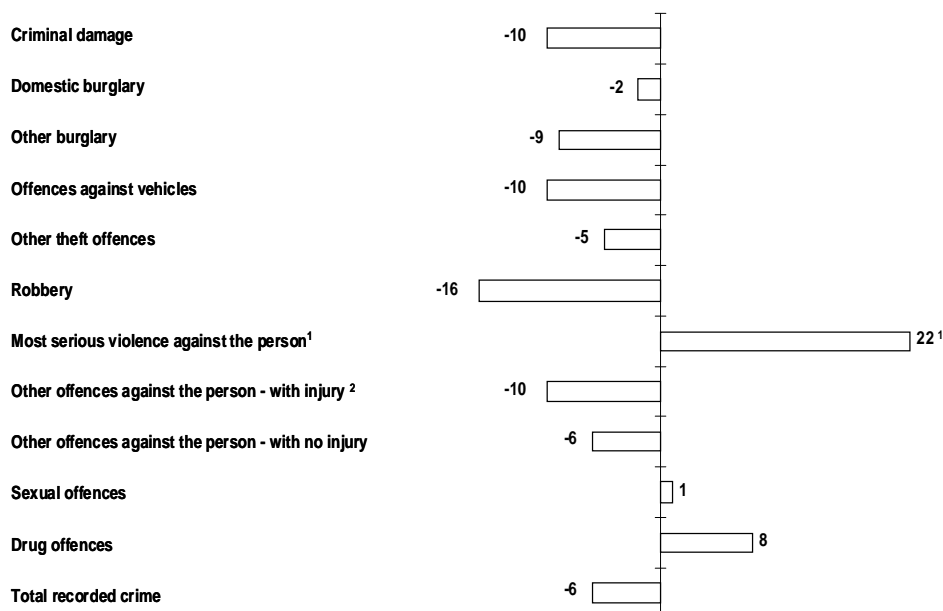 Criminal damage -10
Domestic burglary -2
Other burglary -9
Offences against vehicles -10
Other theft offences -5
Robbery -16
Most serious violence against the person¹ 22 ¹
Other offences against the person - with injury ² -10
Other offences against the person - with no injury -6
Sexual offences 1
Drug offences 8
Total recorded crime -6